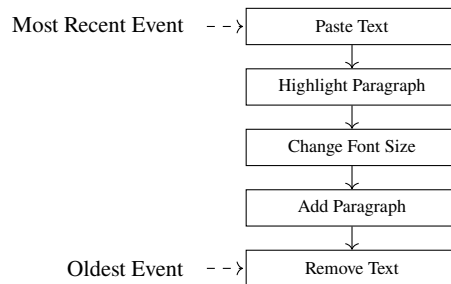 Most Recent Event
Paste Text
Highlight Paragraph
Change Font Size
Add Paragraph
Oldest Event
Remove Text